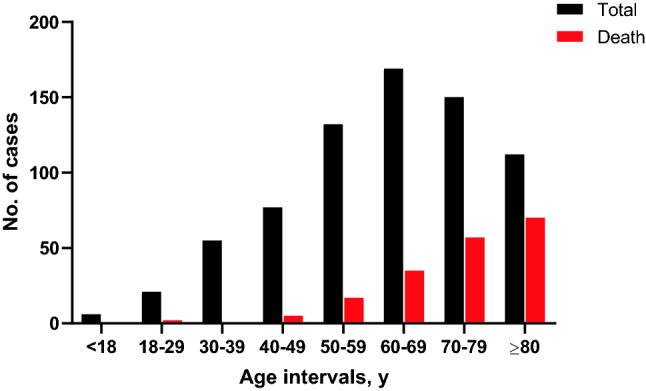 Total
Death
No. of cases
200
150
100
50
0
<18 18-29 30-39 40-49 50-59 60-69 70-79 ≥80
Age intervals, y